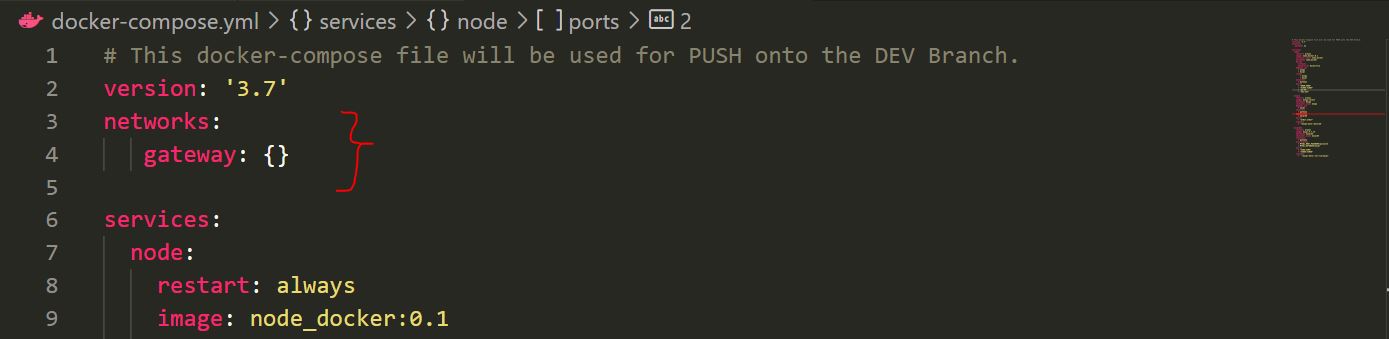 docker-compose.yml > {} services > {} node > [ ] ports > abc 2
1 # This docker-compose file will be used for PUSH onto the DEV Branch.
2 version: '3.7'
3 networks:
4 gateway: {}
5
6 services:
7 node:
8 restart: always
9 image: node_docker:0.1